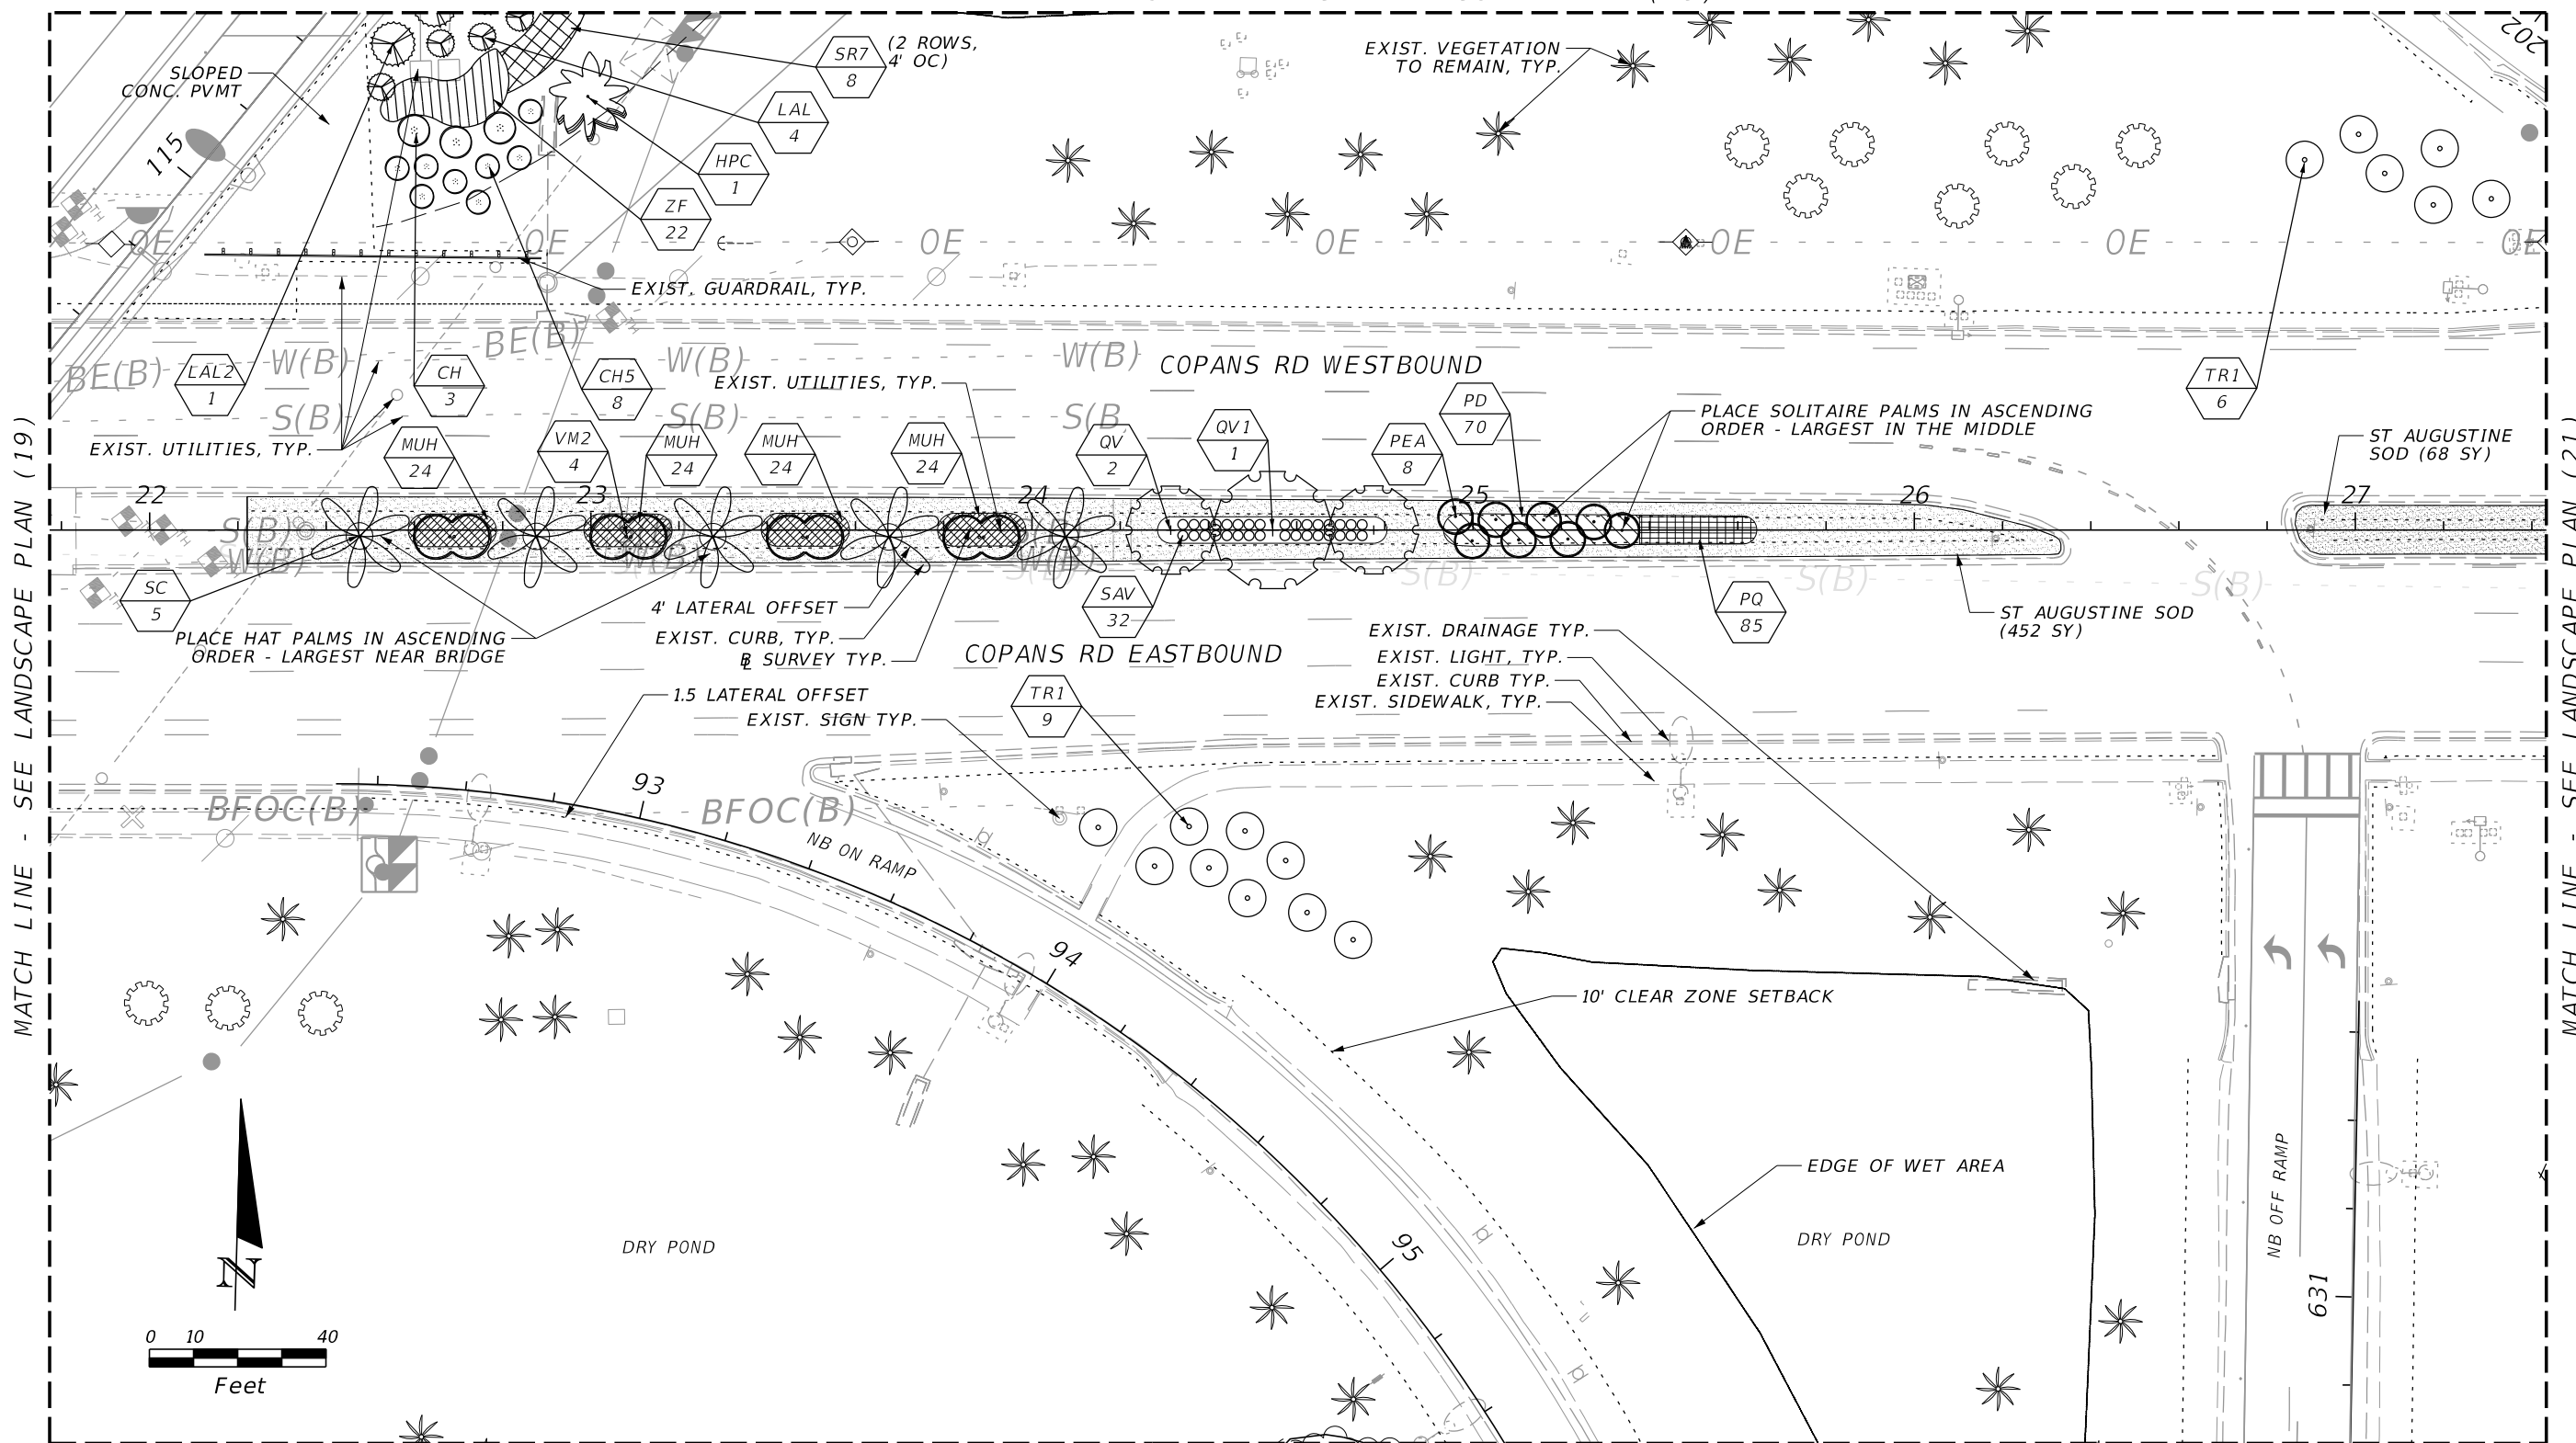 SLOPED
CONC. PVMT
115
SR7
8
(2 ROWS,
4' OC)
LAL
4
HPC
1
ZF
22
EXIST. VEGETATION
TO REMAIN, TYP.
202
OE
OE
OE
OE
OE
OE
OE
EXIST. GUARDRAIL, TYP.
BE(B)
BE(B)
W(B)
W(B)
W(B)
COPANS RD WESTBOUND
LAL2
1
CH
3
CH5
8
EXIST. UTILITIES, TYP.
TR1
6
S(B)
S(B)
S(B
EXIST. UTILITIES, TYP.
MUH
24
VM2
4
MUH
24
MUH
24
MUH
24
QV
2
QV1
1
PEA
8
PD
70
PLACE SOLITAIRE PALMS IN ASCENDING
ORDER - LARGEST IN THE MIDDLE
ST AUGUSTINE
SOD (68 SY)
22
23
24
25
26
27
S(B)
W(B)
W(B)
W(B)
S(B)
S(B)
S(B)
S(B)
SC
5
SAV
32
PQ
85
ST AUGUSTINE SOD
(452 SY)
PLACE HAT PALMS IN ASCENDING
ORDER - LARGEST NEAR BRIDGE
4' LATERAL OFFSET
EXIST. CURB, TYP.
SURVEY TYP.
COPANS RD EASTBOUND
EXIST. DRAINAGE TYP.
EXIST. LIGHT, TYP.
EXIST. CURB TYP.
EXIST. SIDEWALK, TYP.
1.5 LATERAL OFFSET
EXIST. SIGN TYP.
TR1
9
93
BFOC(B)
BFOC(B)
NB ON RAMP
94
10' CLEAR ZONE SETBACK
EDGE OF WET AREA
DRY POND
DRY POND
95
NB OFF RAMP
631
N
0 10 40
Feet
MATCH LINE - SEE LANDSCAPE PLAN (19)
MATCH LINE - SEE LANDSCAPE PLAN (21)